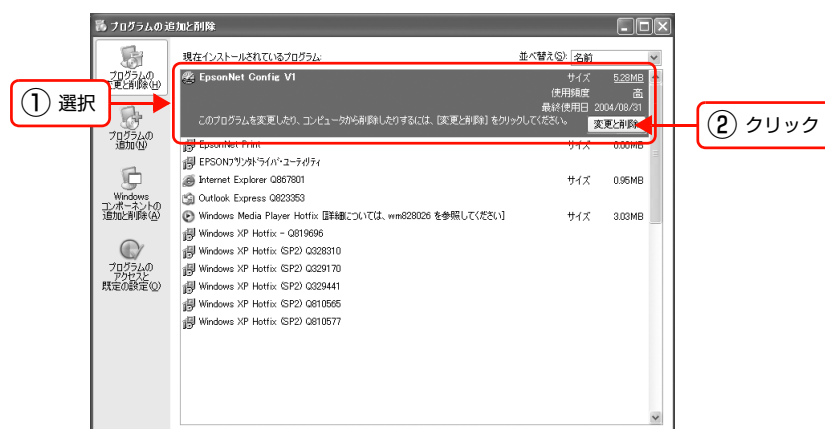 プログラムの追加と削除
現在インストールされているプログラム:
並べ替え(S):
名前
プログラムの
変更と削除(H)
プログラムの
追加(N)
Windows
コンポーネントの
追加と削除(A)
プログラムの
アクセスと
既定の設定(O)
EpsonNet Config V1
サイズ 5.28MB
使用頻度 高
最終使用日 2004/08/31
このプログラムを変更したり、コンピュータから削除したりするには、[変更と削除] をクリックしてください。
変更と削除
EpsonNet Print サイズ 0.06MB
EPSONプリンタドライバ・ユーティリティ
Internet Explorer Q867801 サイズ 0.95MB
Outlook Express Q823353
Windows Media Player Hotfix [詳細については、wm828026 を参照してください] サイズ 3.03MB
Windows XP Hotfix - Q819696
Windows XP Hotfix (SP2) Q328310
Windows XP Hotfix (SP2) Q329170
Windows XP Hotfix (SP2) Q329441
Windows XP Hotfix (SP2) Q810565
Windows XP Hotfix (SP2) Q810577
① 選択
② クリック